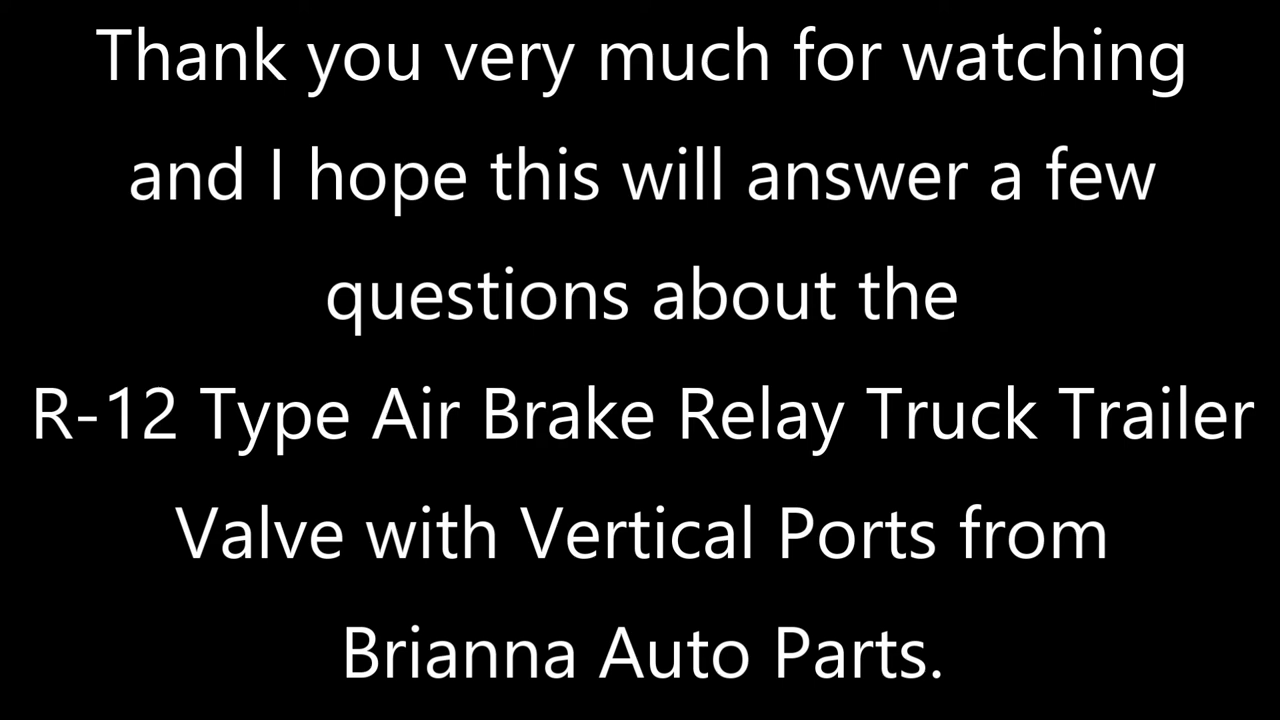 Thank you very much for watching
and I hope this will answer a few
questions about the
R-12 Type Air Brake Relay Truck Trailer
Valve with Vertical Ports from
Brianna Auto Parts.